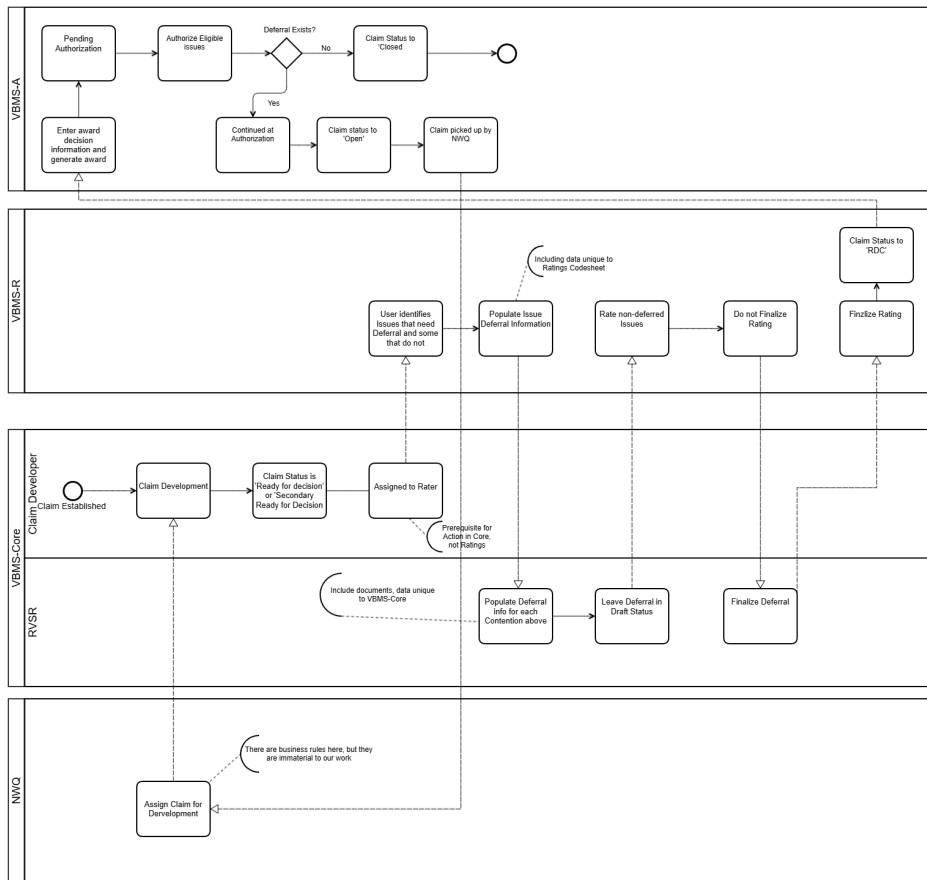 VBMS-A
Pending
Authorization
Authorize Eligible
issues
Deferral Exists?
No
Claim Status to
'Closed
Yes
Enter award
decision
information and
generate award
Continued at
Authorization
Claim status to
'Open'
Claim picked up by
NWQ
VBMS-R
Including data unique to
Ratings Codesheet
Claim Status to
'RDC'
User identifies
Issues that need
Deferral and some
that do not
Populate Issue
Deferral Information
Rate non-deferred
Issues
Do not Finalize
Rating
Finzlize Rating
VBMS-Core
Claim Developer
Claim Established
Claim Development
Claim Status is
'Ready for decision'
or 'Secondary
Ready for Decision
Assigned to Rater
Prerequisite for
Action in Core,
not Ratings
RVSR
Include documents, data unique
to VBMS-Core
Populate Deferral
info for each
Contention above
Leave Deferral in
Draft Status
Finalize Deferral
NWQ
There are business rules here, but they
are immaterial to our work
Assign Claim for
Dervelopment